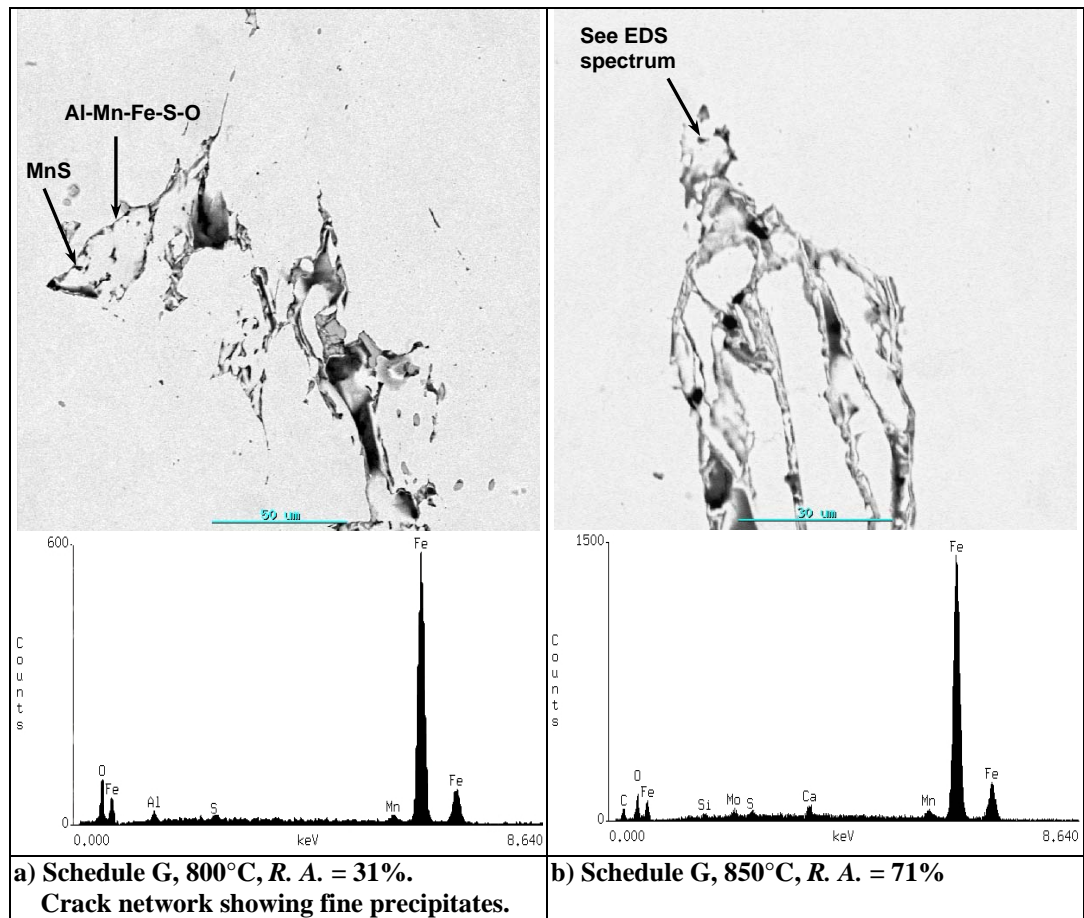 Al-Mn-Fe-S-O
MnS
50 um
600.
Fe
Counts
O
Fe
Al
S
Mn
Fe
0
0.000
keV
8.640
a) Schedule G, 800°C, R. A. = 31%.
Crack network showing fine precipitates.
See EDS
spectrum
30 um
1500
Fe
Counts
C
O
Fe
Si
Mo
S
Ca
Mn
Fe
0
0.000
keV
8.640
b) Schedule G, 850°C, R. A. = 71%